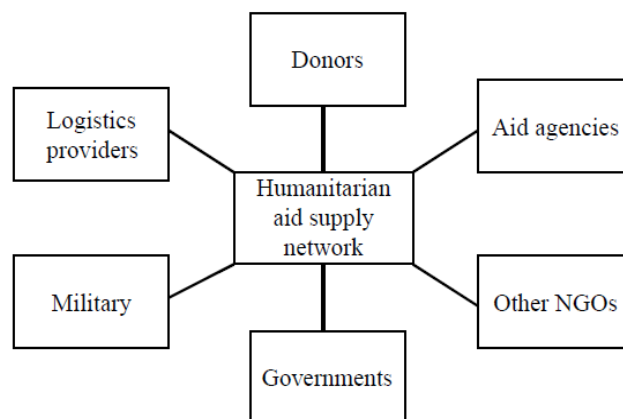 Donors
Logistics
providers
Aid agencies
Humanitarian
aid supply
network
Military
Other NGOs
Governments